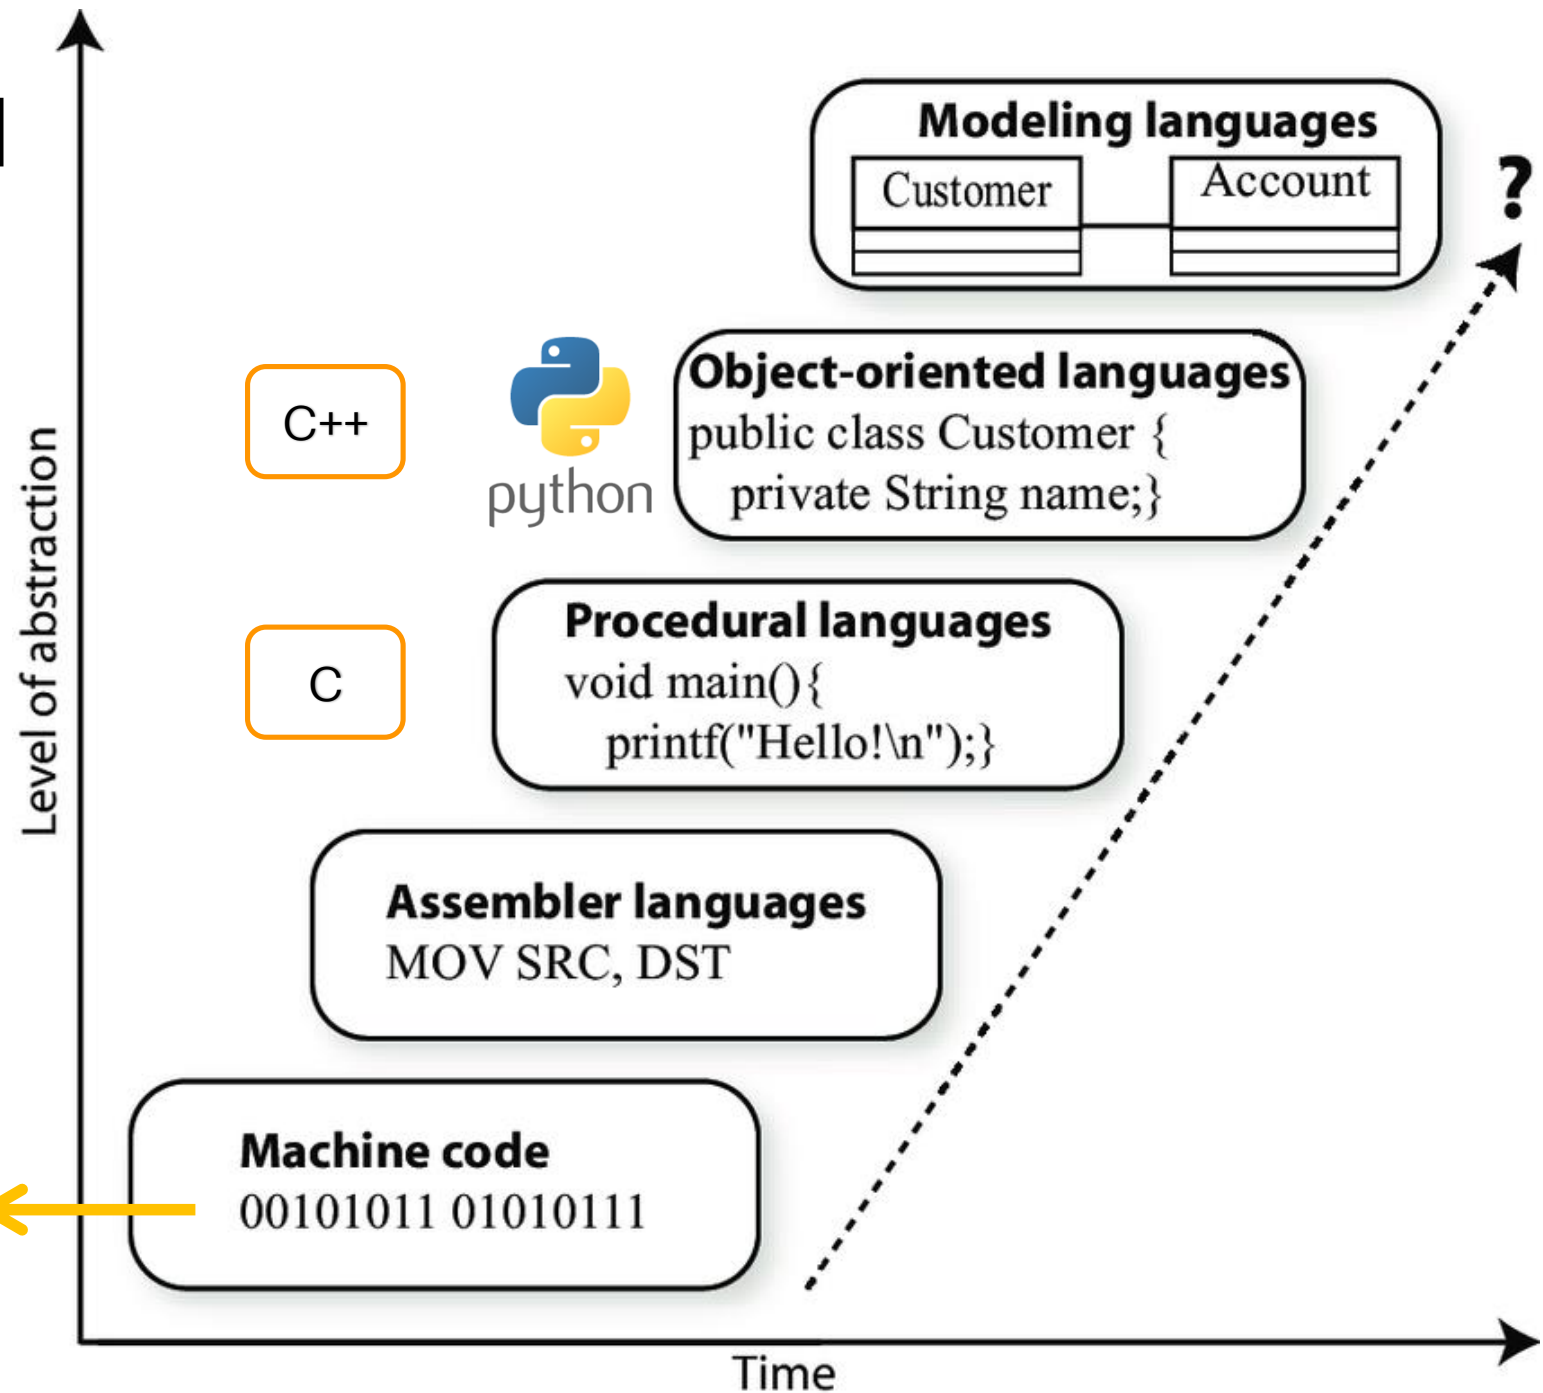 Modeling languages
Customer
Account
?
C++
python
Object-oriented languages
public class Customer {
private String name;}
C
Procedural languages
void main(){
printf("Hello!\n");}
Assembler languages
MOV SRC, DST
Machine code
00101011 01010111
Level of abstraction
Time